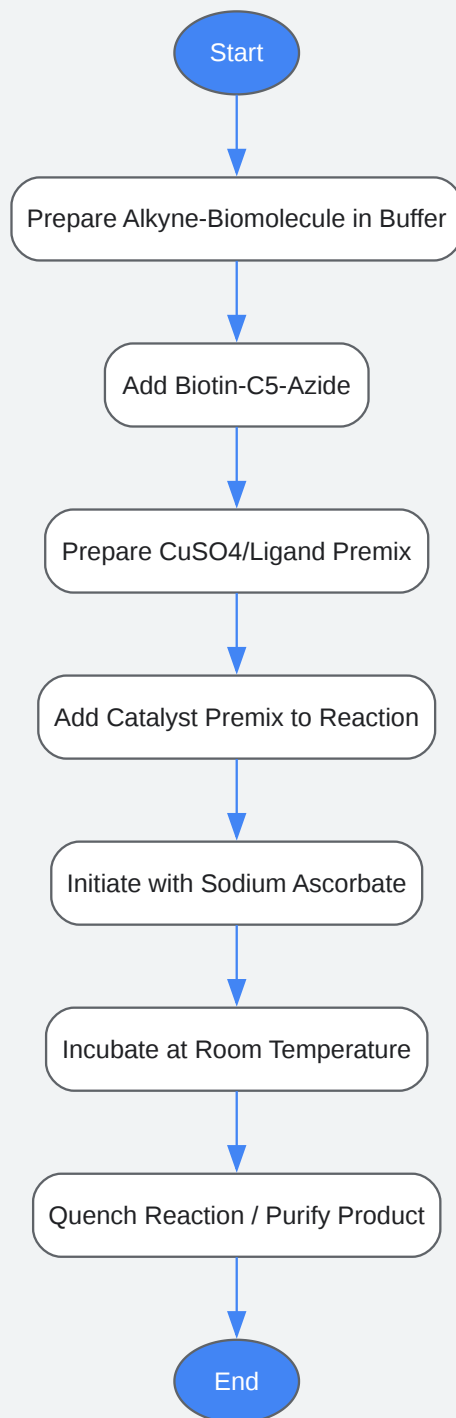 Start
Prepare Alkyne-Biomolecule in Buffer
Add Biotin-C5-Azide
Prepare CuSO4/Ligand Premix
Add Catalyst Premix to Reaction
Initiate with Sodium Ascorbate
Incubate at Room Temperature
Quench Reaction / Purify Product
End